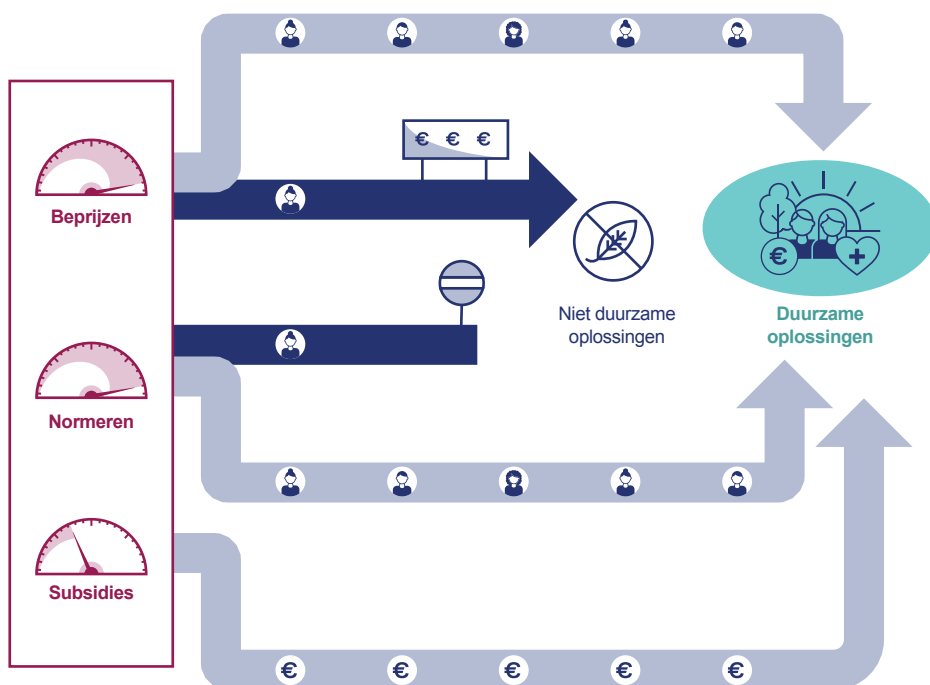 € € €
Beprijzen
€
Niet duurzame
oplossingen
Duurzame
oplossingen
Normeren
Subsidies
€ € € € €